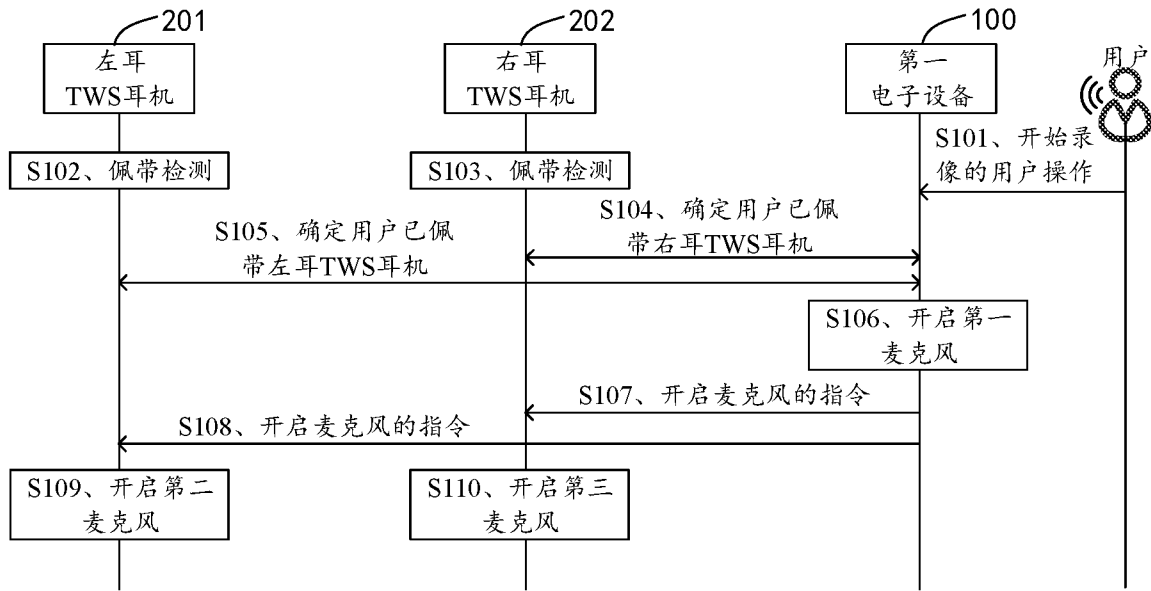 201
202
100
左耳
TWS耳机
右耳
TWS耳机
第一
电子设备
用户
S101、开始录
像的用户操作
S102、佩带检测
S103、佩带检测
S104、确定用户已佩
带右耳TWS耳机
S105、确定用户已佩
带左耳TWS耳机
S106、开启第一
麦克风
S107、开启麦克风的指令
S108、开启麦克风的指令
S109、开启第二
麦克风
S110、开启第三
麦克风